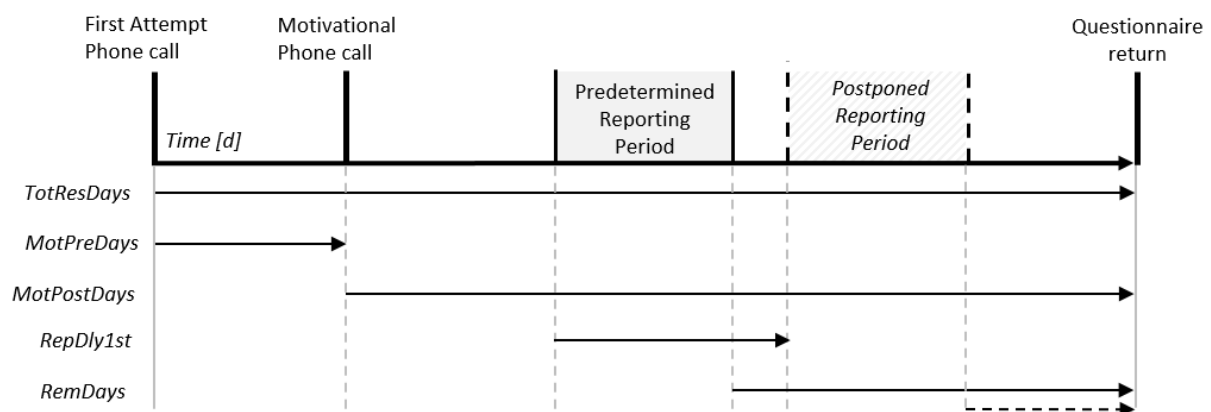 First Attempt
Phone call
Motivational
Phone call
Questionnaire
return
Predetermined
Reporting
Period
Postponed
Reporting
Period
Time [d]
TotResDays
MotPreDays
MotPostDays
RepDly1st
RemDays